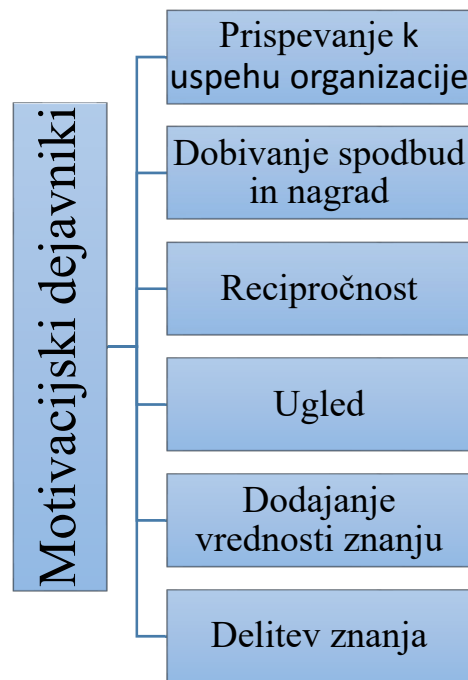 Motivacijski dejavniki
Prispevanje k
uspehu organizacije
Dobivanje spodbud
in nagrad
Recipročnost
Ugled
Dodajanje
vrednosti znanju
Delitev znanja